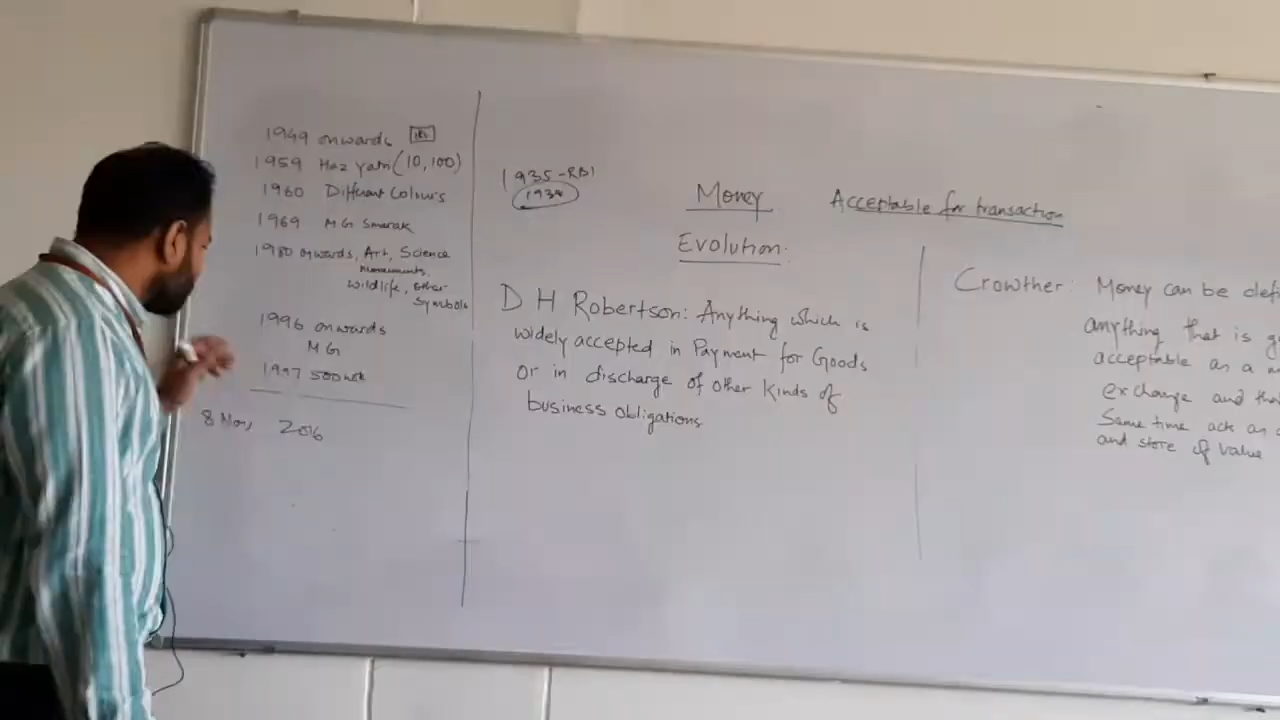 1949 onwards
1959 Haz yatri (10, 100)
1960 Different Colours
1969 MG Smarak
1980 onwards, Art, Science
monuments,
wildlife, other
Symbols
1996 onwards
MG
1997 500
8 Nov, 2016
1935-RBI
1934
Money
Evolution.
Acceptable for transaction
D H Robertson: Anything which is
widely accepted in Payment for Goods
or in discharge of other kinds of
business obligations
Crowther: Money can be
anything that is
acceptable as a
exchange and
Same time act as
and store of value